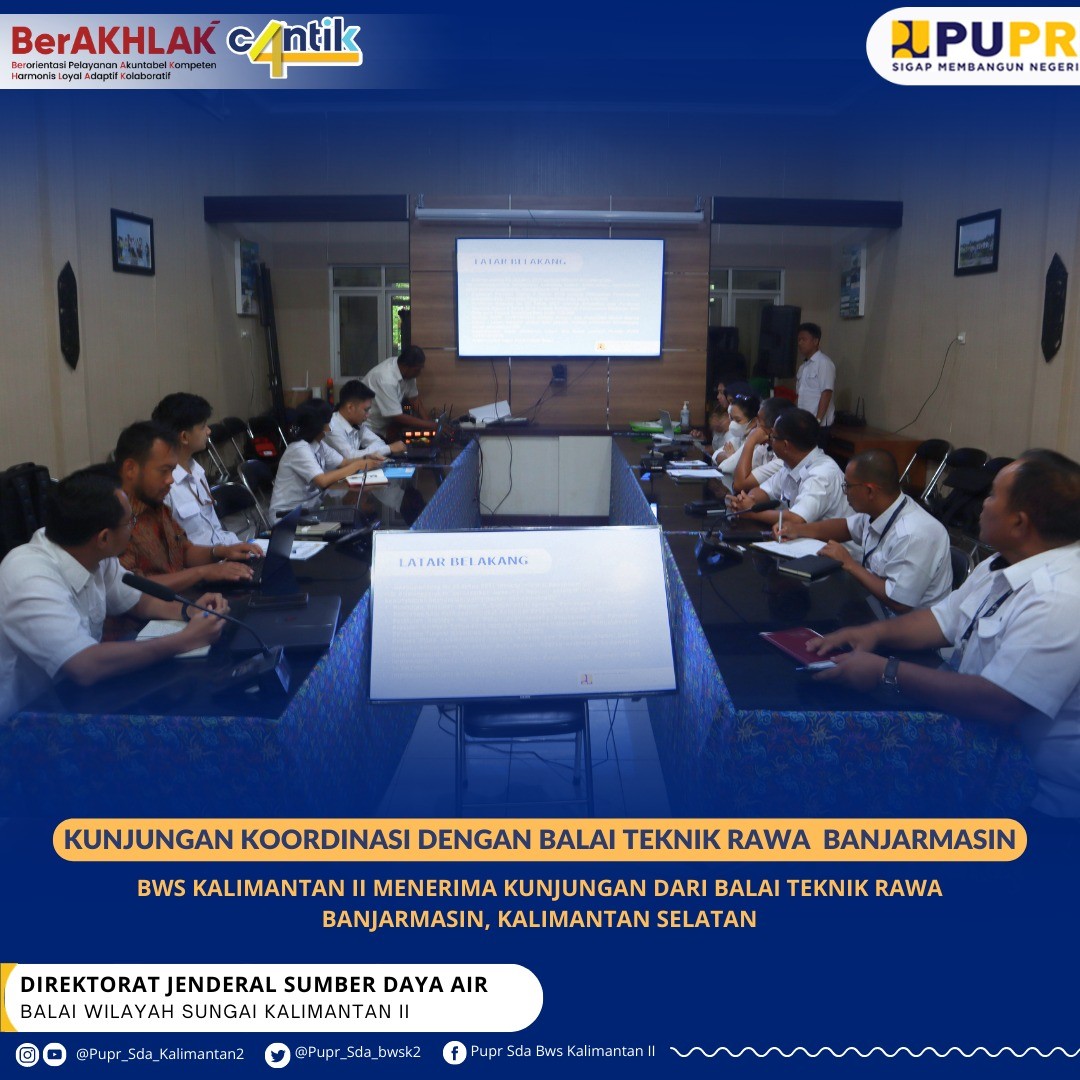 BerAKHLAK
Berorientasi Pelayanan Akuntabel Kompeten
Harmonis Loyal Adaptif Kolaboratif
c4ntik
PUPR
SIGAP MEMBANGUN NEGERI
LATAR BELAKANG
LATAR BELAKANG
KUNJUNGAN KOORDINASI DENGAN BALAI TEKNIK RAWA BANJARMASIN
BWS KALIMANTAN II MENERIMA KUNJUNGAN DARI BALAI TEKNIK RAWA
BANJARMASIN, KALIMANTAN SELATAN
DIREKTORAT JENDERAL SUMBER DAYA AIR
BALAI WILAYAH SUNGAI KALIMANTAN II
@Pupr_Sda_Kalimantan2
@Pupr_Sda_bwsk2
Pupr Sda Bws Kalimantan II